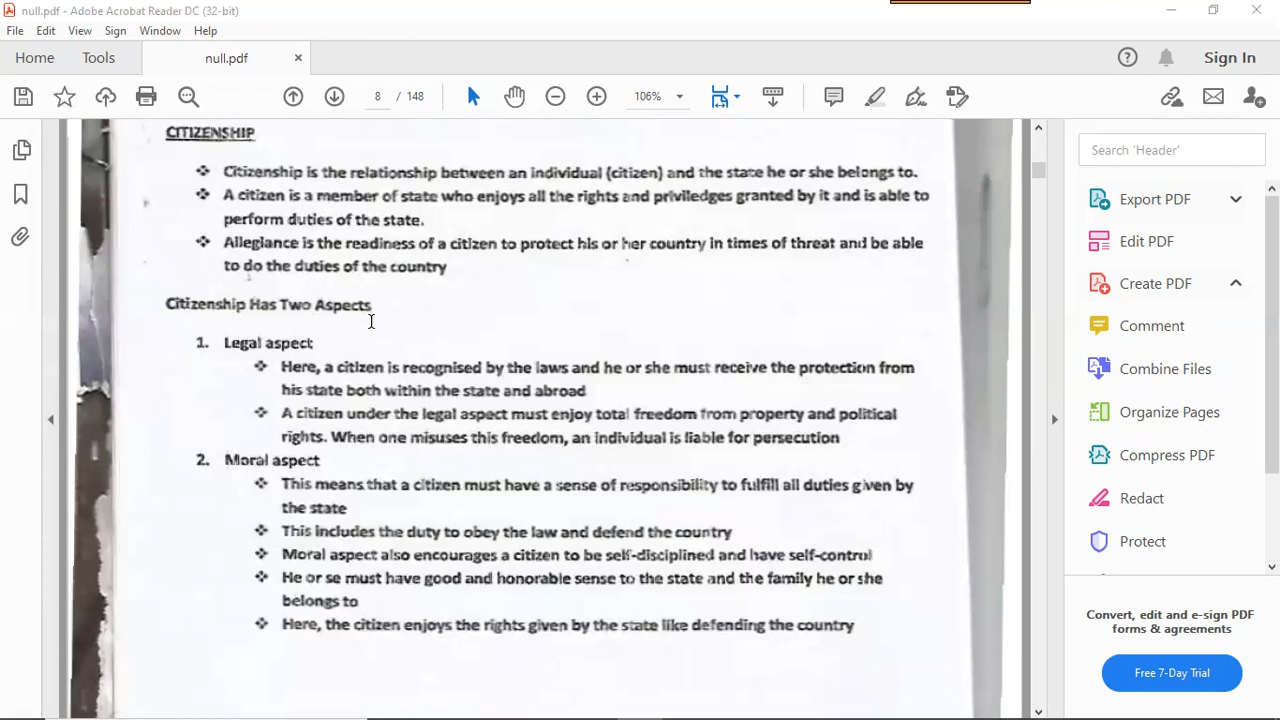 null.pdf - Adobe Acrobat Reader DC (32-bit)
File Edit View Sign Window Help
Home Tools null.pdf × Sign In
8 / 148 106%
CITIZENSHIP
❖ Citizenship is the relationship between an individual (citizen) and the state he or she belongs to.
❖ A citizen is a member of state who enjoys all the rights and priviledges granted by it and is able to
perform duties of the state.
❖ Allegiance is the readiness of a citizen to protect his or her country in times of threat and be able
to do the duties of the country
Citizenship Has Two Aspects
1. Legal aspect
❖ Here, a citizen is recognised by the laws and he or she must receive the protection from
his state both within the state and abroad
❖ A citizen under the legal aspect must enjoy total freedom from property and political
rights. When one misuses this freedom, an individual is liable for persecution
2. Moral aspect
❖ This means that a citizen must have a sense of responsibility to fulfill all duties given by
the state
❖ This includes the duty to obey the law and defend the country
❖ Moral aspect also encourages a citizen to be self-disciplined and have self-control
❖ He or se must have good and honorable sense to the state and the family he or she
belongs to
❖ Here, the citizen enjoys the rights given by the state like defending the country
Search 'Header'
Export PDF
Edit PDF
Create PDF
Comment
Combine Files
Organize Pages
Compress PDF
Redact
Protect
Convert, edit and e-sign PDF
forms & agreements
Free 7-Day Trial